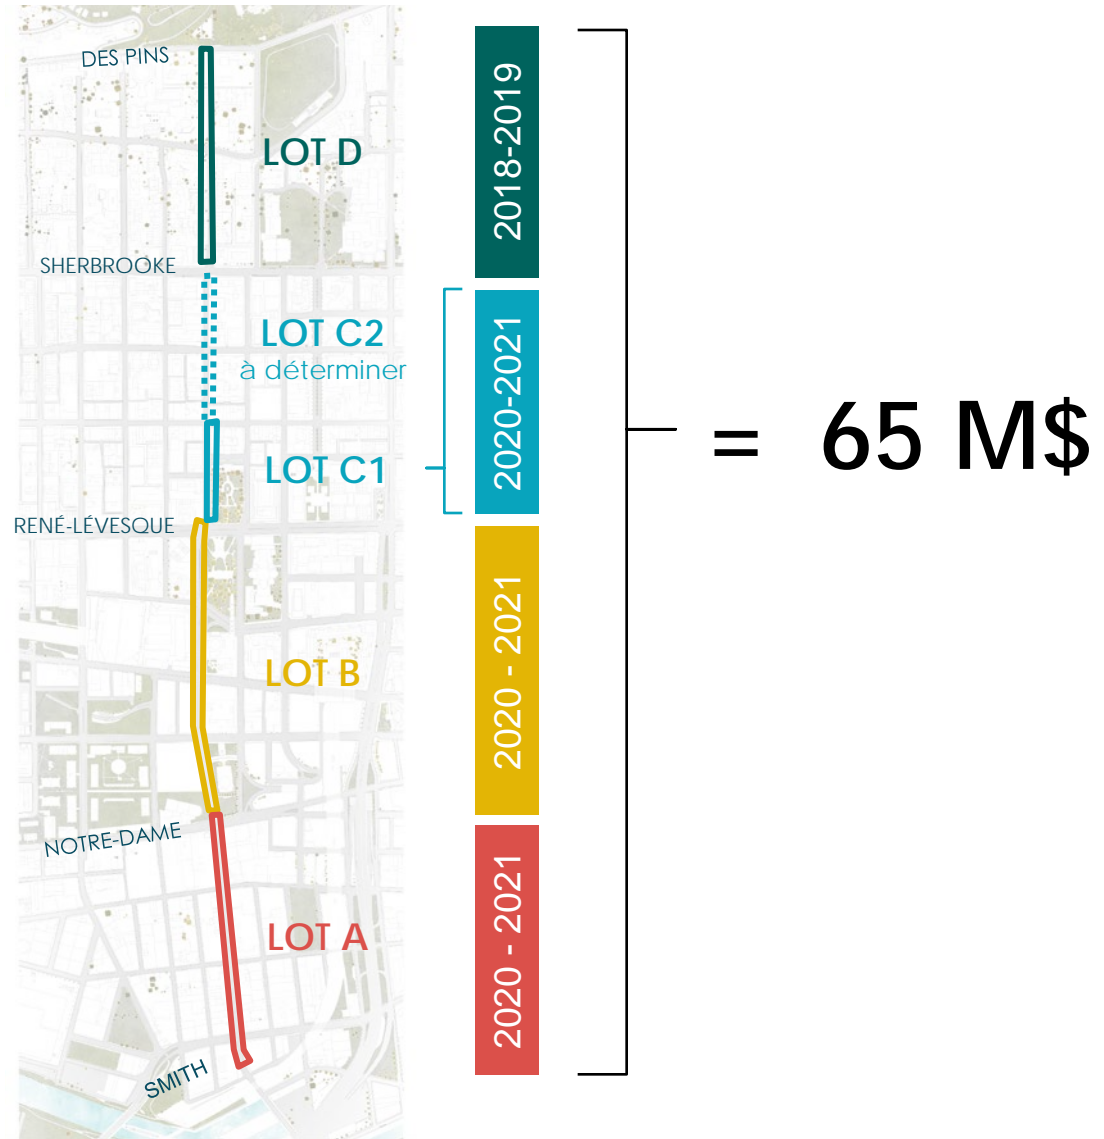 DES PINS
LOT D
SHERBROOKE
LOT C2
à déterminer
LOT C1
RENÉ-LÉVESQUE
LOT B
NOTRE-DAME
LOT A
SMITH
2018-2019
2020-2021
2020 - 2021
2020 - 2021
= 65 M$